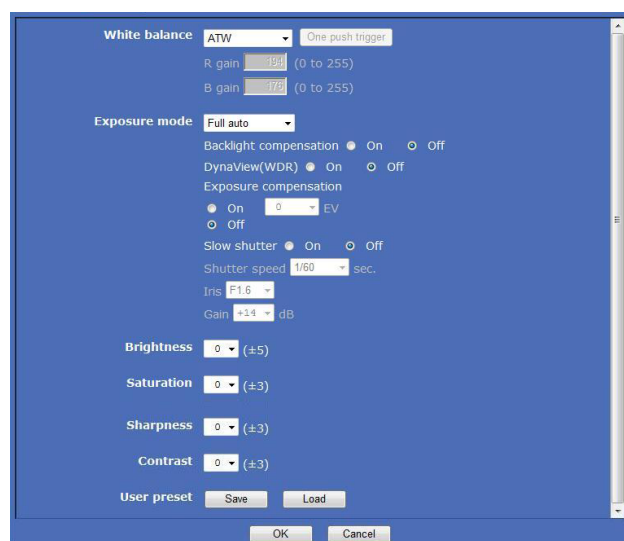 White balance ATW One push trigger
R gain 194 (0 to 255)
B gain 176 (0 to 255)
Exposure mode Full auto
Backlight compensation On Off
DynaView(WDR) On Off
Exposure compensation
On 0 EV
Off
Slow shutter On Off
Shutter speed 1/60 sec.
Iris F1.6
Gain +14 dB
Brightness 0 (±5)
Saturation 0 (±3)
Sharpness 0 (±3)
Contrast 0 (±3)
User preset Save Load
OK Cancel